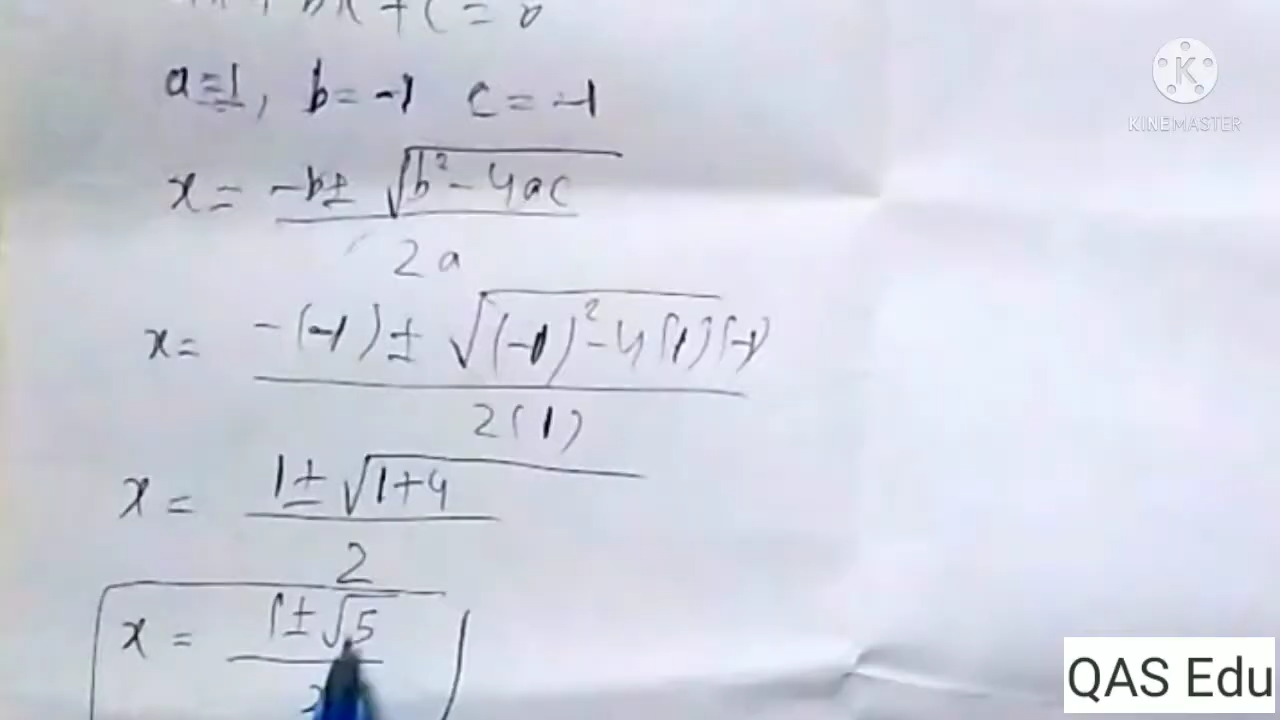 + c = 0
a=1, b= -1 c = -1
x = -b± √b² - 4ac
2a
x = -(-1) ± √(-1)² - 4(1)(-1)
2(1)
x = 1 ± √1+4
2
x = 1 ± √5
K
KINEMASTER
QAS Edu